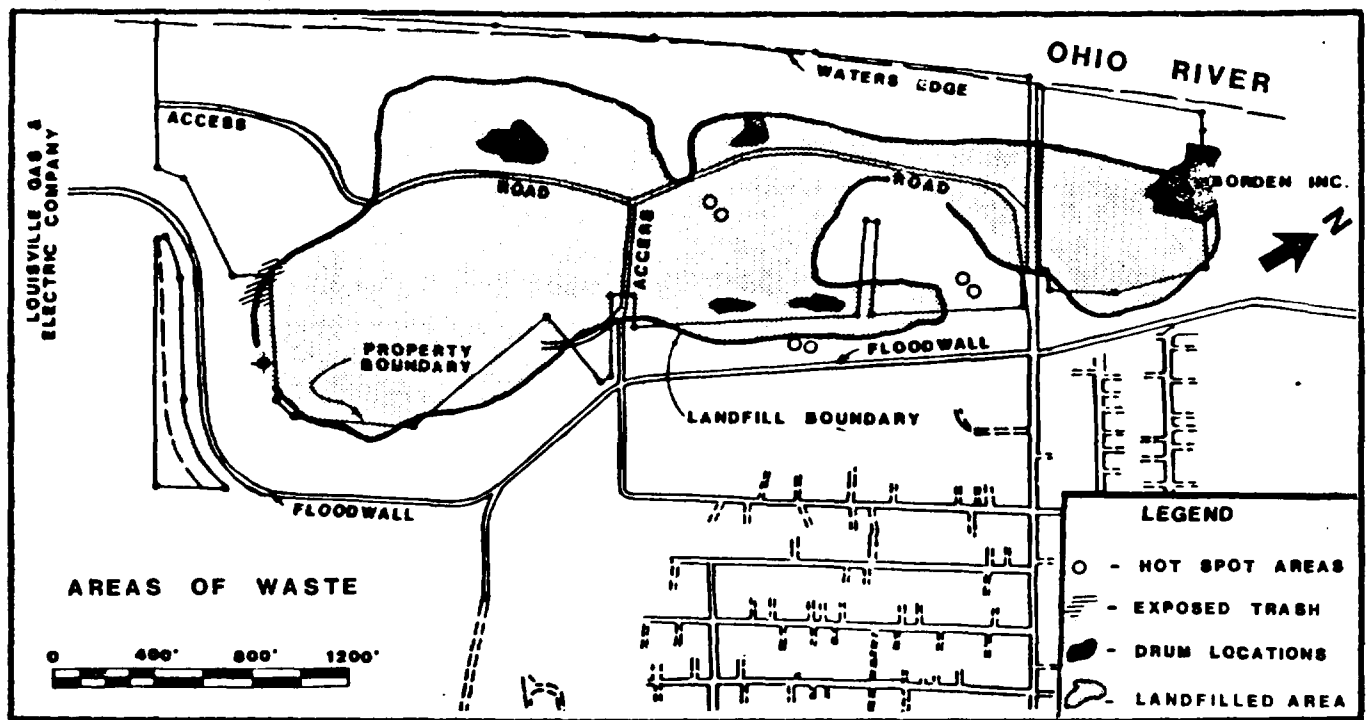 OHIO RIVER
WATERS EDGE
LOUISVILLE GAS &
ELECTRIC COMPANY
ACCESS
ROAD
ROAD
BORDEN INC.
N
ACCESS
PROPERTY
BOUNDARY
FLOODWALL
LANDFILL BOUNDARY
FLOODWALL
AREAS OF WASTE
0 400' 800' 1200'
LEGEND
- HOT SPOT AREAS
- EXPOSED TRASH
- DRUM LOCATIONS
- LANDFILLED AREA